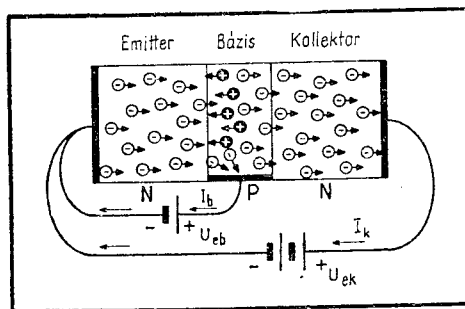 Emitter Bázis Kollektor
N P N
I_b I_k
- + U_eb
- + U_ek